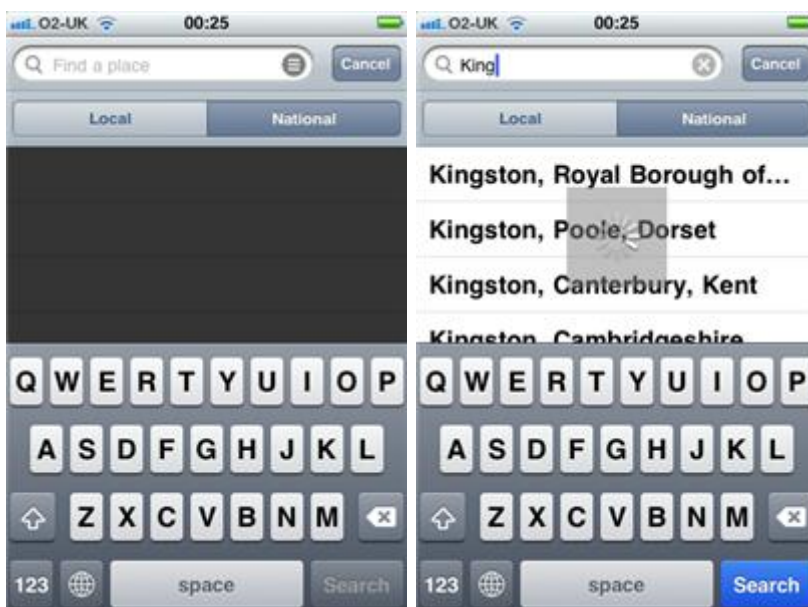 O2-UK 00:25
Find a place Cancel
Local National
Q W E R T Y U I O P
A S D F G H J K L
Z X C V B N M
123 space Search
O2-UK 00:25
King Cancel
Local National
Kingston, Royal Borough of...
Kingston, Poole, Dorset
Kingston, Canterbury, Kent
Kingston, Cambridgeshire
Q W E R T Y U I O P
A S D F G H J K L
Z X C V B N M
123 space Search